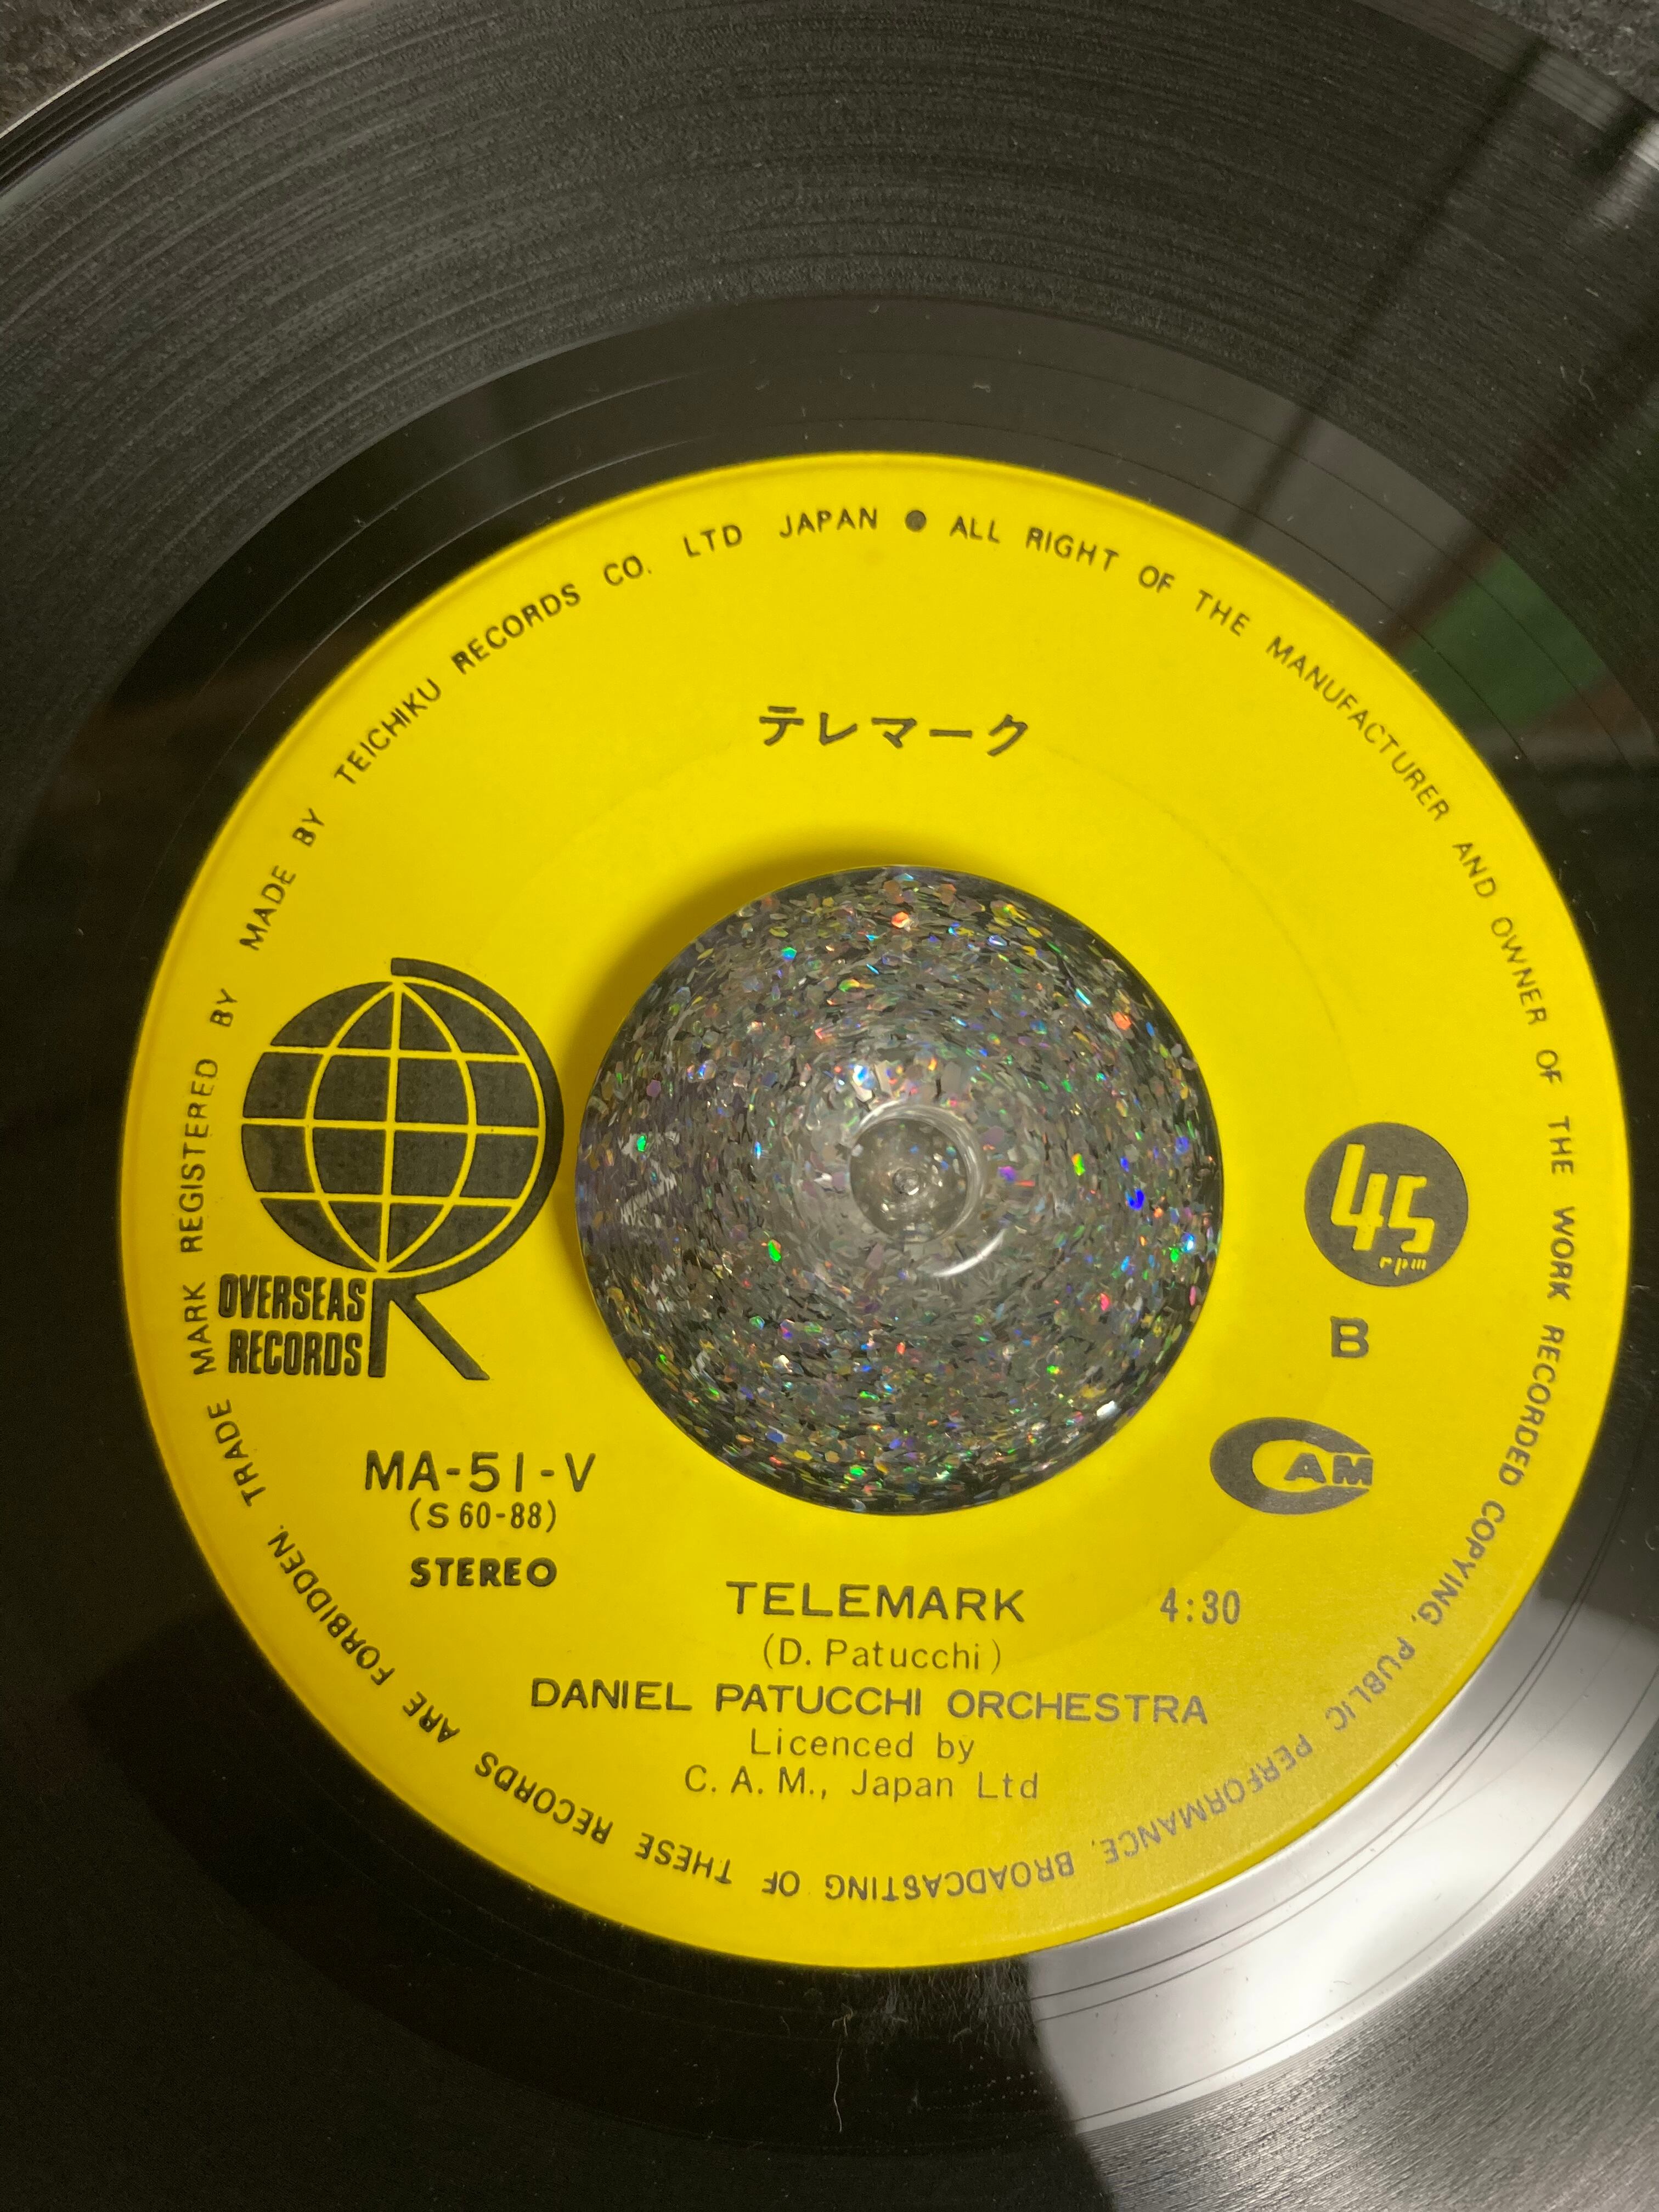 MADE BY TEICHIKU RECORDS CO. LTD JAPAN ● ALL RIGHT OF THE MANUFACTURER AND OWNER OF THE WORK RECORDED COPYING, PUBLIC PERFORMANCE, BROADCASTING OF THESE RECORDS ARE FORBIDDEN. TRADE MARK REGISTERED BY
テレマーク
OVERSEAS
RECORDS
R
45
rpm
B
CAM
MA-51-V
(S 60-88)
STEREO
TELEMARK 4:30
(D. Patucchi)
DANIEL PATUCCHI ORCHESTRA
Licenced by
C. A. M., Japan Ltd